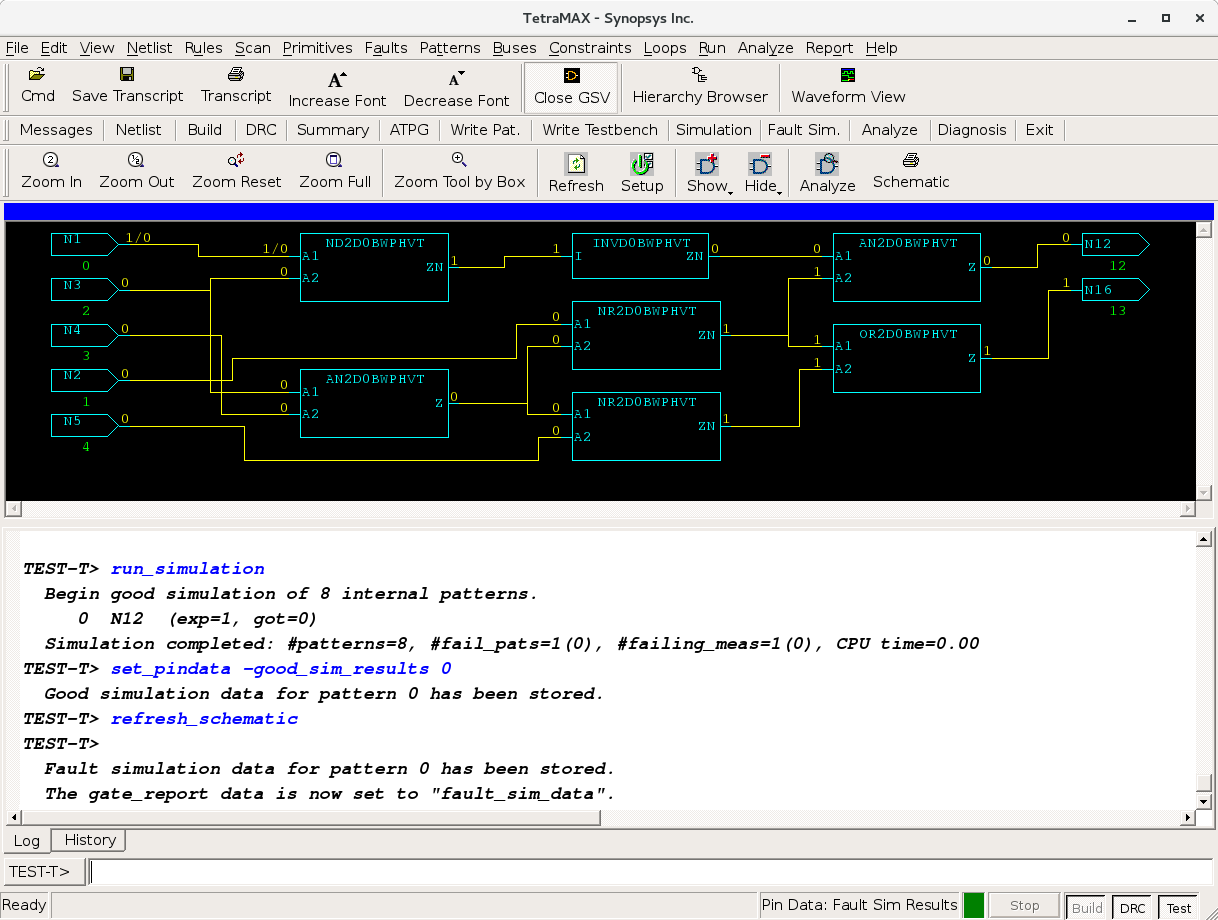 TetraMAX - Synopsys Inc.
File Edit View Netlist Rules Scan Primitives Faults Patterns Buses Constraints Loops Run Analyze Report Help
Cmd Save Transcript Transcript Increase Font Decrease Font Close GSV Hierarchy Browser Waveform View
Messages Netlist Build DRC Summary ATPG Write Pat. Write Testbench Simulation Fault Sim. Analyze Diagnosis Exit
Zoom In Zoom Out Zoom Reset Zoom Full Zoom Tool by Box Refresh Setup Show Hide Analyze Schematic
N1 1/0
0
N3 0
2
N4 0
3
N2 0
1
N5 0
4
ND2D0BWPHVT
1/0 A1
0 A2
ZN 1
AN2D0BWPHVT
0 A1
0 A2
Z 0
INVD0BWPHVT
1 I
ZN 0
NR2D0BWPHVT
0 A1
0 A2
ZN 1
NR2D0BWPHVT
0 A1
0 A2
ZN 1
AN2D0BWPHVT
0 A1
1 A2
Z 0
OR2D0BWPHVT
1 A1
1 A2
Z 1
0 N12
12
1 N16
13
TEST-T> run_simulation
Begin good simulation of 8 internal patterns.
0 N12 (exp=1, got=0)
Simulation completed: #patterns=8, #fail_pats=1(0), #failing_meas=1(0), CPU time=0.00
TEST-T> set_pindata -good_sim_results 0
Good simulation data for pattern 0 has been stored.
TEST-T> refresh_schematic
TEST-T>
Fault simulation data for pattern 0 has been stored.
The gate_report data is now set to "fault_sim_data".
Log History
TEST-T>
Ready Pin Data: Fault Sim Results Stop Build DRC Test